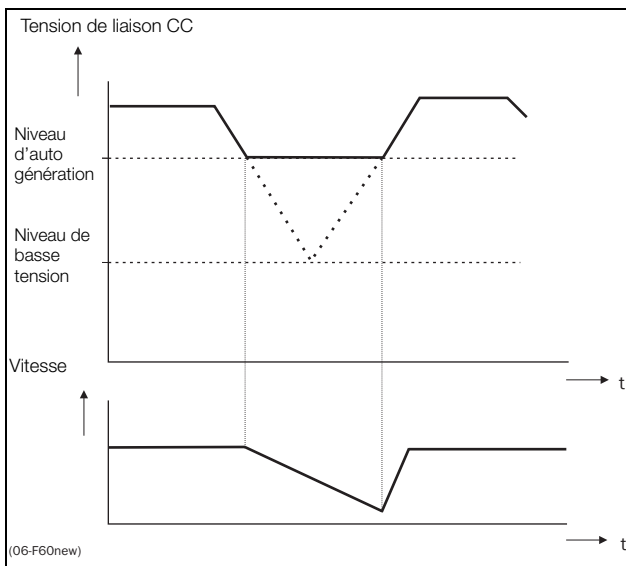 Tension de liaison CC
Niveau
d'auto
génération
Niveau de
basse
tension
t
Vitesse
t
(06-F60new)